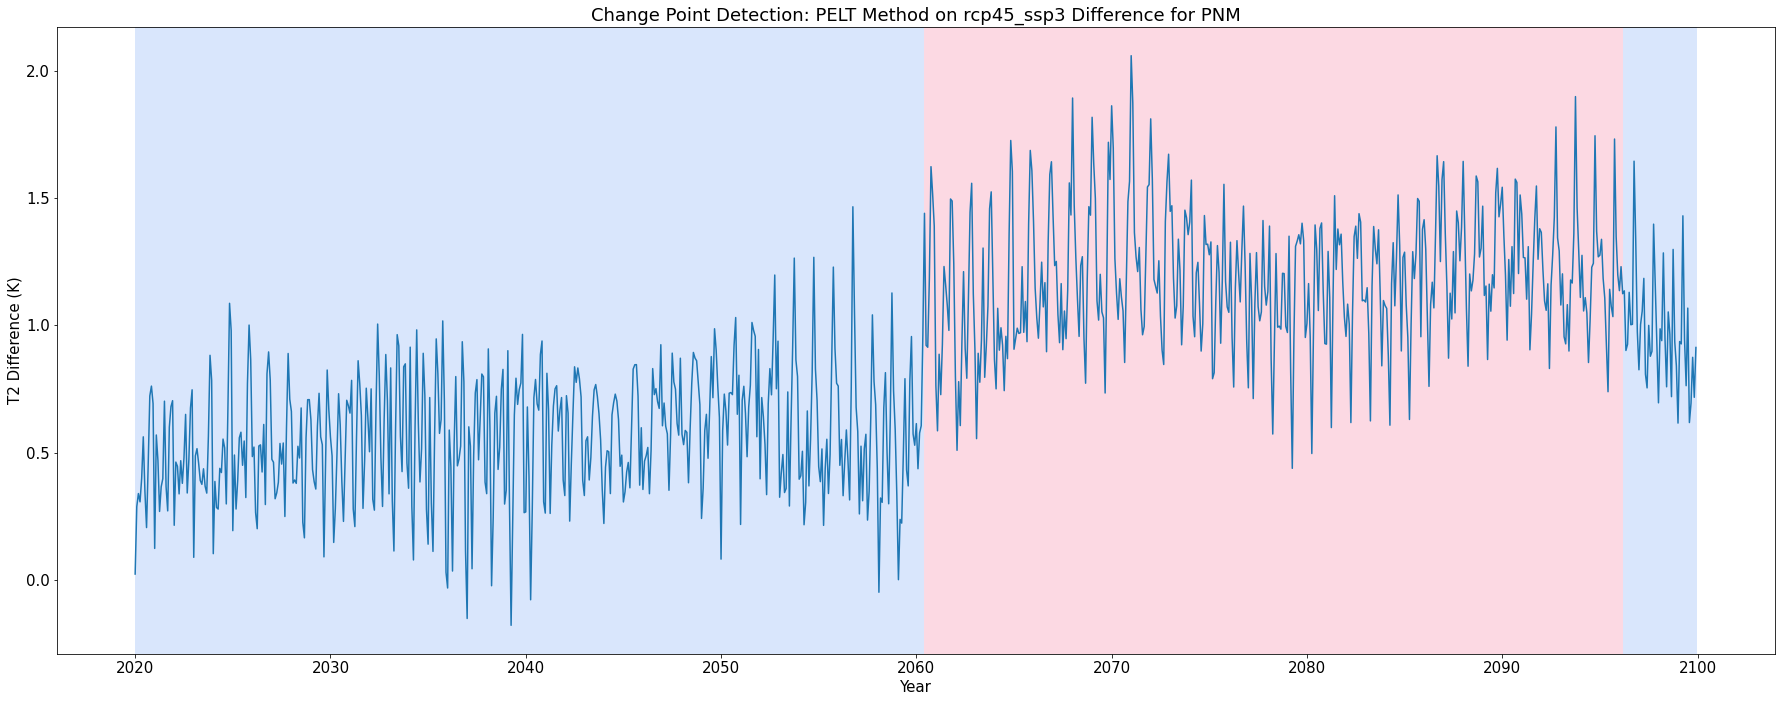 Change Point Detection: PELT Method on rcp45_ssp3 Difference for PNM
2.0
1.5
1.0
0.5
0.0
T2 Difference (K)
2020 2030 2040 2050 2060 2070 2080 2090 2100
Year